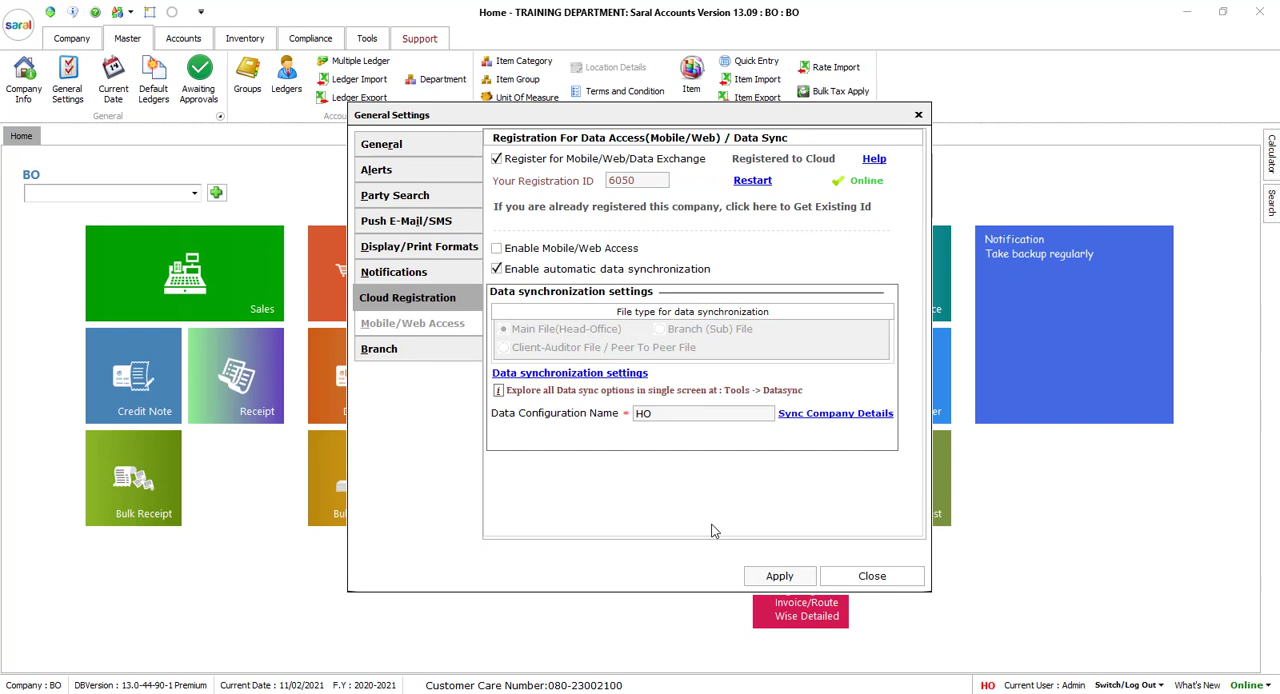 Home - TRAINING DEPARTMENT: Saral Accounts Version 13.09 : BO : BO
saral
Company
Master
Accounts
Inventory
Compliance
Tools
Support
Company Info
General Settings
Current Date
Default Ledgers
Awaiting Approvals
General
Groups
Ledgers
Multiple Ledger
Ledger Import
Ledger Export
Department
Item Category
Item Group
Unit Of Measure
Location Details
Terms and Condition
Item
Quick Entry
Item Import
Item Export
Rate Import
Bulk Tax Apply
Home
Calculator
Search
BO
Sales
Credit Note
Receipt
Bulk Receipt
Notification
Take backup regularly
Invoice/Route
Wise Detailed
General Settings
General
Alerts
Party Search
Push E-Mail/SMS
Display/Print Formats
Notifications
Cloud Registration
Mobile/Web Access
Branch
Registration For Data Access(Mobile/Web) / Data Sync
Register for Mobile/Web/Data Exchange Registered to Cloud Help
Your Registration ID 6050 Restart Online
If you are already registered this company, click here to Get Existing Id
Enable Mobile/Web Access
Enable automatic data synchronization
Data synchronization settings
File type for data synchronization
Main File(Head-Office) Branch (Sub) File
Client-Auditor File / Peer To Peer File
Data synchronization settings
i Explore all Data sync options in single screen at : Tools -> Datasync
Data Configuration Name * HO Sync Company Details
Apply Close
Company : BO DBVersion : 13.0-44-90-1 Premium Current Date : 11/02/2021 F.Y : 2020-2021 Customer Care Number:080-23002100 HO Current User : Admin Switch/Log Out What's New Online